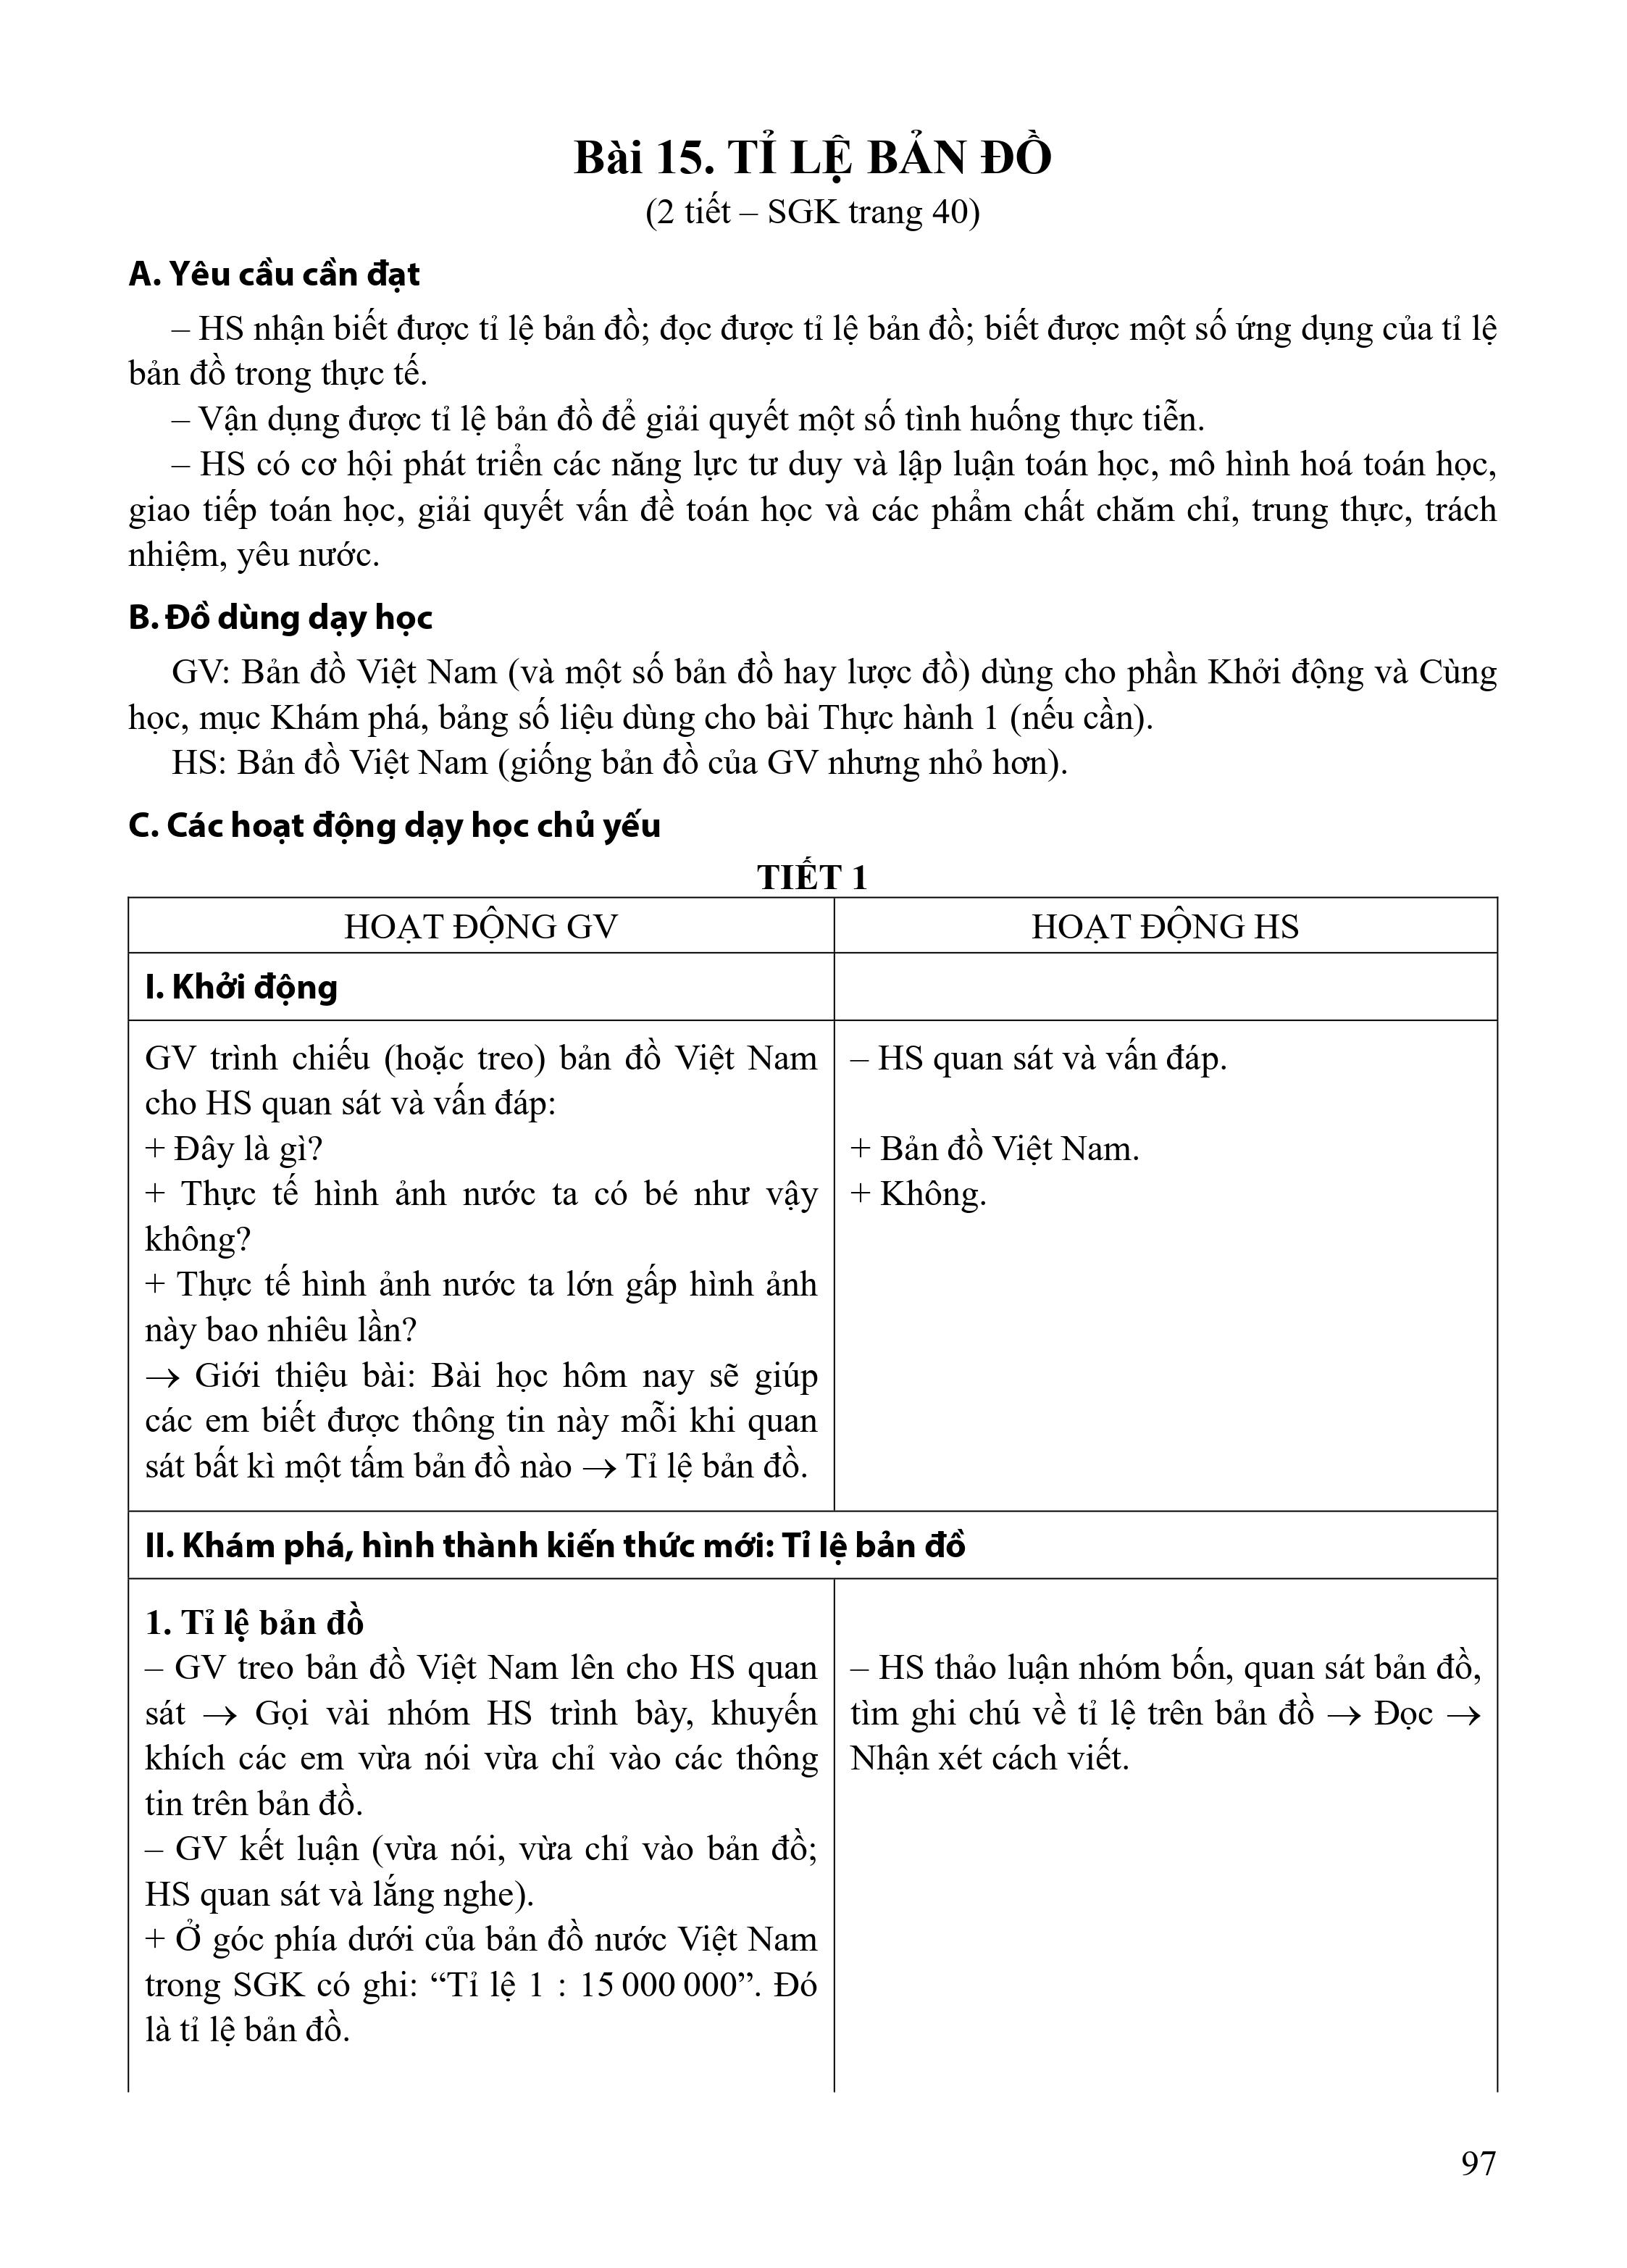 Bài 15. TỈ LỆ BẢN ĐỒ
(2 tiết – SGK trang 40)
A. Yêu cầu cần đạt
– HS nhận biết được tỉ lệ bản đồ; đọc được tỉ lệ bản đồ; biết được một số ứng dụng của tỉ lệ
bản đồ trong thực tế.
– Vận dụng được tỉ lệ bản đồ để giải quyết một số tình huống thực tiễn.
– HS có cơ hội phát triển các năng lực tư duy và lập luận toán học, mô hình hoá toán học,
giao tiếp toán học, giải quyết vấn đề toán học và các phẩm chất chăm chỉ, trung thực, trách
nhiệm, yêu nước.
B. Đồ dùng dạy học
GV: Bản đồ Việt Nam (và một số bản đồ hay lược đồ) dùng cho phần Khởi động và Cùng
học, mục Khám phá, bảng số liệu dùng cho bài Thực hành 1 (nếu cần).
HS: Bản đồ Việt Nam (giống bản đồ của GV nhưng nhỏ hơn).
C. Các hoạt động dạy học chủ yếu
TIẾT 1
HOẠT ĐỘNG GV
HOẠT ĐỘNG HS
I. Khởi động
GV trình chiếu (hoặc treo) bản đồ Việt Nam
cho HS quan sát và vấn đáp:
+ Đây là gì?
+ Thực tế hình ảnh nước ta có bé như vậy
không?
+ Thực tế hình ảnh nước ta lớn gấp hình ảnh
này bao nhiêu lần?
→ Giới thiệu bài: Bài học hôm nay sẽ giúp
các em biết được thông tin này mỗi khi quan
sát bất kì một tấm bản đồ nào → Tỉ lệ bản đồ.
– HS quan sát và vấn đáp.
+ Bản đồ Việt Nam.
+ Không.
II. Khám phá, hình thành kiến thức mới: Tỉ lệ bản đồ
1. Tỉ lệ bản đồ
– GV treo bản đồ Việt Nam lên cho HS quan
sát → Gọi vài nhóm HS trình bày, khuyến
khích các em vừa nói vừa chỉ vào các thông
tin trên bản đồ.
– GV kết luận (vừa nói, vừa chỉ vào bản đồ;
HS quan sát và lắng nghe).
+ Ở góc phía dưới của bản đồ nước Việt Nam
trong SGK có ghi: “Tỉ lệ 1 : 15 000 000”. Đó
là tỉ lệ bản đồ.
– HS thảo luận nhóm bốn, quan sát bản đồ,
tìm ghi chú về tỉ lệ trên bản đồ → Đọc →
Nhận xét cách viết.
97